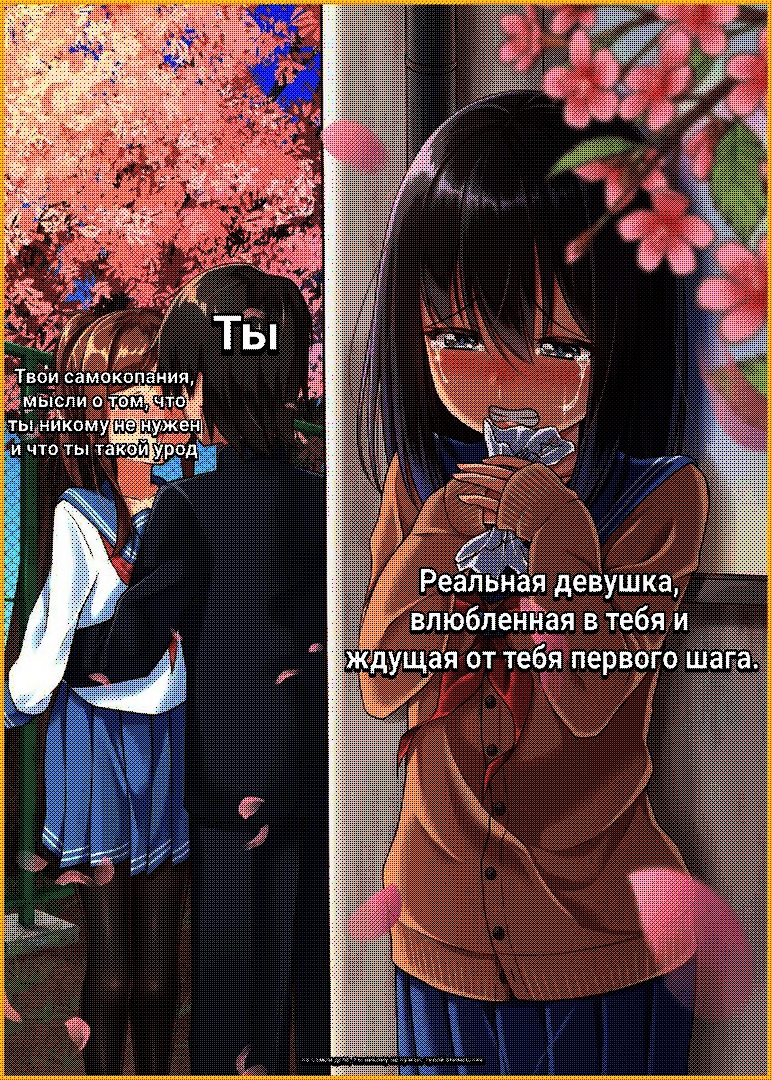 Ты
Твои самокопания,
мысли о том, что
ты никому не нужен
и что ты такой урод
Реальная девушка,
влюбленная в тебя и
ждущая от тебя первого шага.